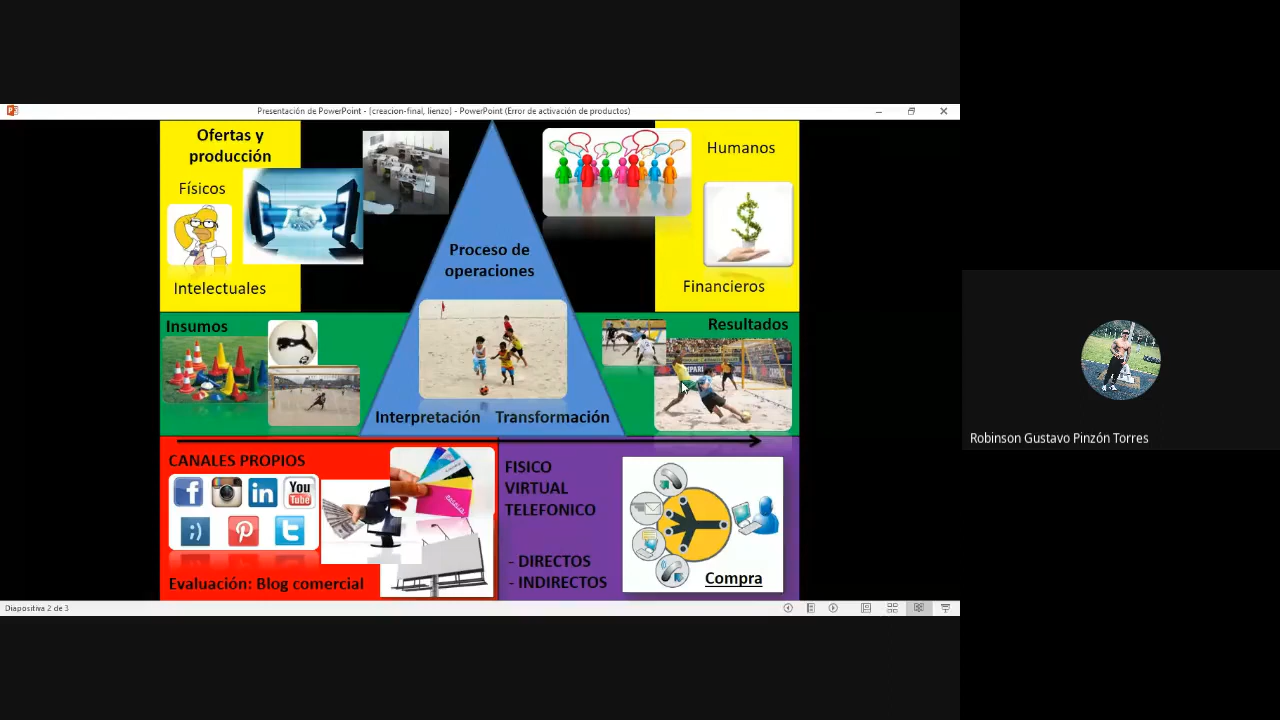 Presentación de PowerPoint - [creacion-final, lienzo] - PowerPoint (Error de activación de productos)
Ofertas y
producción
Físicos
Intelectuales
Humanos
Financieros
Proceso de
operaciones
Insumos
Resultados
Interpretación Transformación
CANALES PROPIOS
You
Tube
Evaluación: Blog comercial
FISICO
VIRTUAL
TELEFONICO
- DIRECTOS
- INDIRECTOS
Compra
Robinson Gustavo Pinzón Torres
Diapositiva 2 de 3